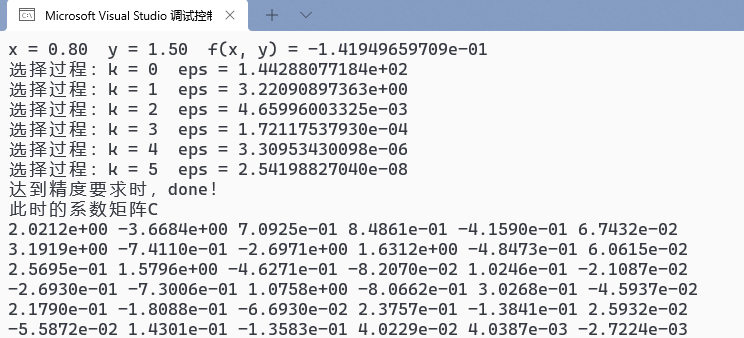 Microsoft Visual Studio 调试控制
x = 0.80  y = 1.50  f(x, y) = -1.41949659709e-01
选择过程：k = 0  eps = 1.44288077184e+02
选择过程：k = 1  eps = 3.22090897363e+00
选择过程：k = 2  eps = 4.65996003325e-03
选择过程：k = 3  eps = 1.72117537930e-04
选择过程：k = 4  eps = 3.30953430098e-06
选择过程：k = 5  eps = 2.54198827040e-08
达到精度要求时，done!
此时的系数矩阵C
2.0212e+00 -3.6684e+00 7.0925e-01 8.4861e-01 -4.1590e-01 6.7432e-02
3.1919e+00 -7.4110e-01 -2.6971e+00 1.6312e+00 -4.8473e-01 6.0615e-02
2.5695e-01 1.5796e+00 -4.6271e-01 -8.2070e-02 1.0246e-01 -2.1087e-02
-2.6930e-01 -7.3006e-01 1.0758e+00 -8.0662e-01 3.0268e-01 -4.5937e-02
2.1790e-01 -1.8088e-01 -6.6930e-02 2.3757e-01 -1.3841e-01 2.5932e-02
-5.5872e-02 1.4301e-01 -1.3583e-01 4.0229e-02 4.0387e-03 -2.7224e-03